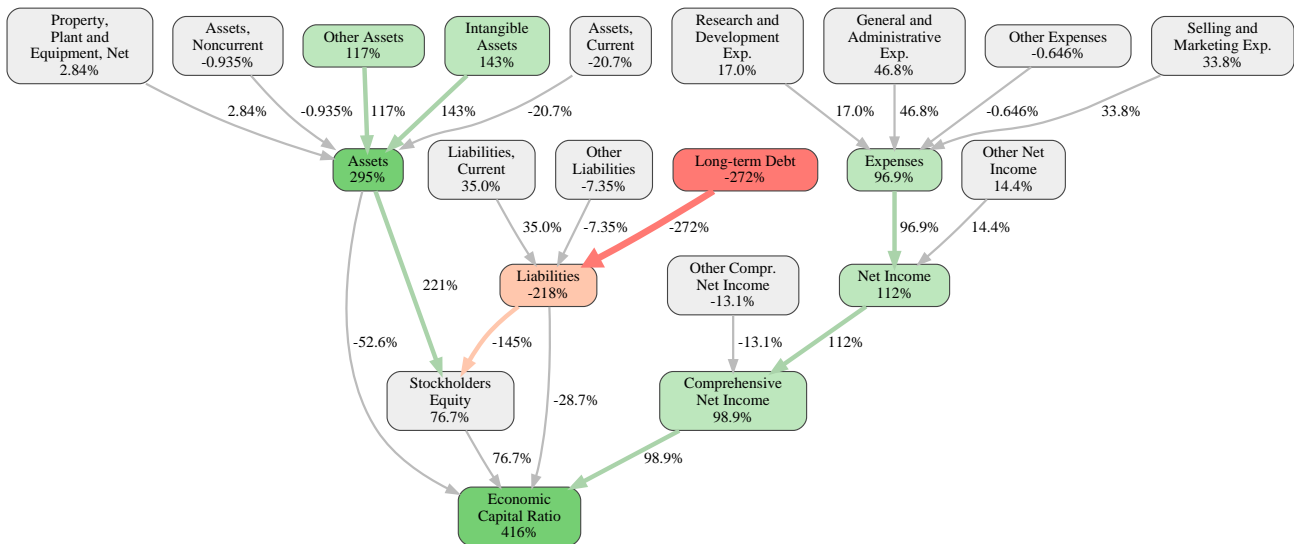 Property,
Plant and
Equipment, Net
2.84%
Assets,
Noncurrent
-0.935%
Other Assets
117%
Intangible
Assets
143%
Assets,
Current
-20.7%
Research and
Development
Exp.
17.0%
General and
Administrative
Exp.
46.8%
Other Expenses
-0.646%
Selling and
Marketing Exp.
33.8%
2.84%
-0.935%
117%
143%
-20.7%
17.0%
46.8%
-0.646%
33.8%
Assets
295%
Liabilities,
Current
35.0%
Other
Liabilities
-7.35%
Long-term Debt
-272%
Expenses
96.9%
Other Net
Income
14.4%
35.0%
-7.35%
-272%
96.9%
14.4%
Liabilities
-218%
Other Compr.
Net Income
-13.1%
Net Income
112%
221%
-52.6%
-145%
-13.1%
112%
Stockholders
Equity
76.7%
-28.7%
Comprehensive
Net Income
98.9%
76.7%
98.9%
Economic
Capital Ratio
416%